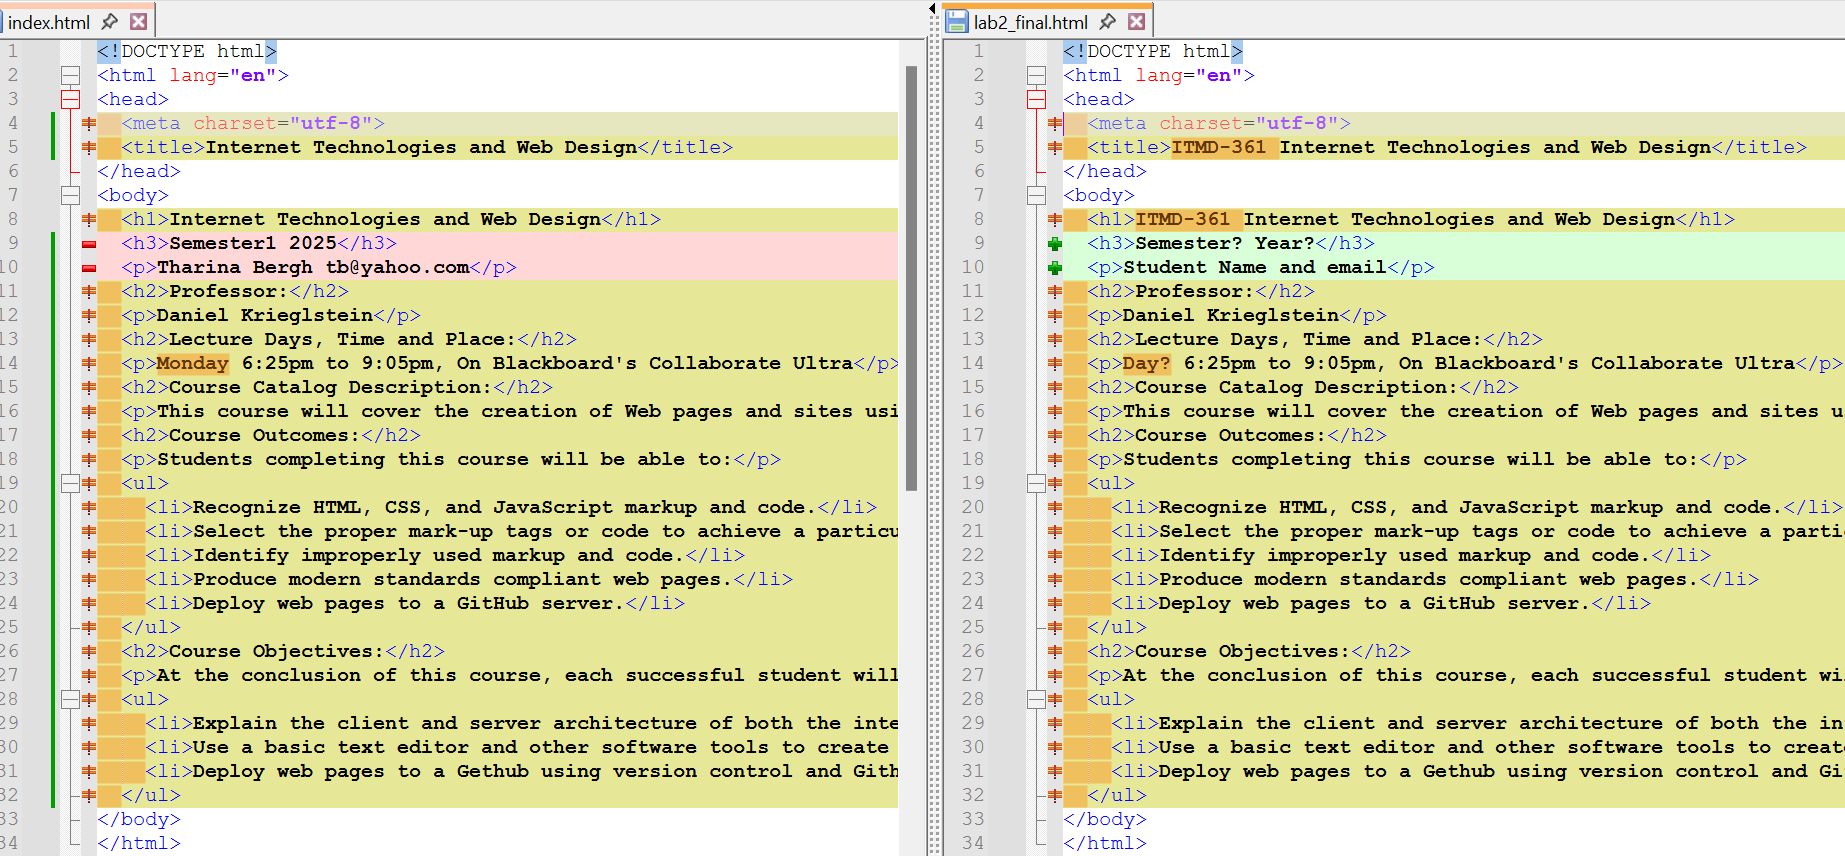 index.html
1 <!DOCTYPE html>
2 <html lang="en">
3 <head>
4 <meta charset="utf-8">
5 <title>Internet Technologies and Web Design</title>
6 </head>
7 <body>
8 <h1>Internet Technologies and Web Design</h1>
9 <h3>Semester1 2025</h3>
10 <p>Tharina Bergh tb@yahoo.com</p>
11 <h2>Professor:</h2>
12 <p>Daniel Krieglstein</p>
13 <h2>Lecture Days, Time and Place:</h2>
14 <p>Monday 6:25pm to 9:05pm, On Blackboard's Collaborate Ultra</p>
15 <h2>Course Catalog Description:</h2>
16 <p>This course will cover the creation of Web pages and sites usi
17 <h2>Course Outcomes:</h2>
18 <p>Students completing this course will be able to:</p>
19 <ul>
20 <li>Recognize HTML, CSS, and JavaScript markup and code.</li>
21 <li>Select the proper mark-up tags or code to achieve a particu
22 <li>Identify improperly used markup and code.</li>
23 <li>Produce modern standards compliant web pages.</li>
24 <li>Deploy web pages to a GitHub server.</li>
25 </ul>
26 <h2>Course Objectives:</h2>
27 <p>At the conclusion of this course, each successful student will
28 <ul>
29 <li>Explain the client and server architecture of both the inte
30 <li>Use a basic text editor and other software tools to create
31 <li>Deploy web pages to a Gethub using version control and Gith
32 </ul>
33 </body>
34 </html>
lab2_final.html
1 <!DOCTYPE html>
2 <html lang="en">
3 <head>
4 <meta charset="utf-8">
5 <title>ITMD-361 Internet Technologies and Web Design</title>
6 </head>
7 <body>
8 <h1>ITMD-361 Internet Technologies and Web Design</h1>
9 <h3>Semester? Year?</h3>
10 <p>Student Name and email</p>
11 <h2>Professor:</h2>
12 <p>Daniel Krieglstein</p>
13 <h2>Lecture Days, Time and Place:</h2>
14 <p>Day? 6:25pm to 9:05pm, On Blackboard's Collaborate Ultra</p>
15 <h2>Course Catalog Description:</h2>
16 <p>This course will cover the creation of Web pages and sites u
17 <h2>Course Outcomes:</h2>
18 <p>Students completing this course will be able to:</p>
19 <ul>
20 <li>Recognize HTML, CSS, and JavaScript markup and code.</li>
21 <li>Select the proper mark-up tags or code to achieve a parti
22 <li>Identify improperly used markup and code.</li>
23 <li>Produce modern standards compliant web pages.</li>
24 <li>Deploy web pages to a GitHub server.</li>
25 </ul>
26 <h2>Course Objectives:</h2>
27 <p>At the conclusion of this course, each successful student wi
28 <ul>
29 <li>Explain the client and server architecture of both the in
30 <li>Use a basic text editor and other software tools to creat
31 <li>Deploy web pages to a Gethub using version control and Gi
32 </ul>
33 </body>
34 </html>